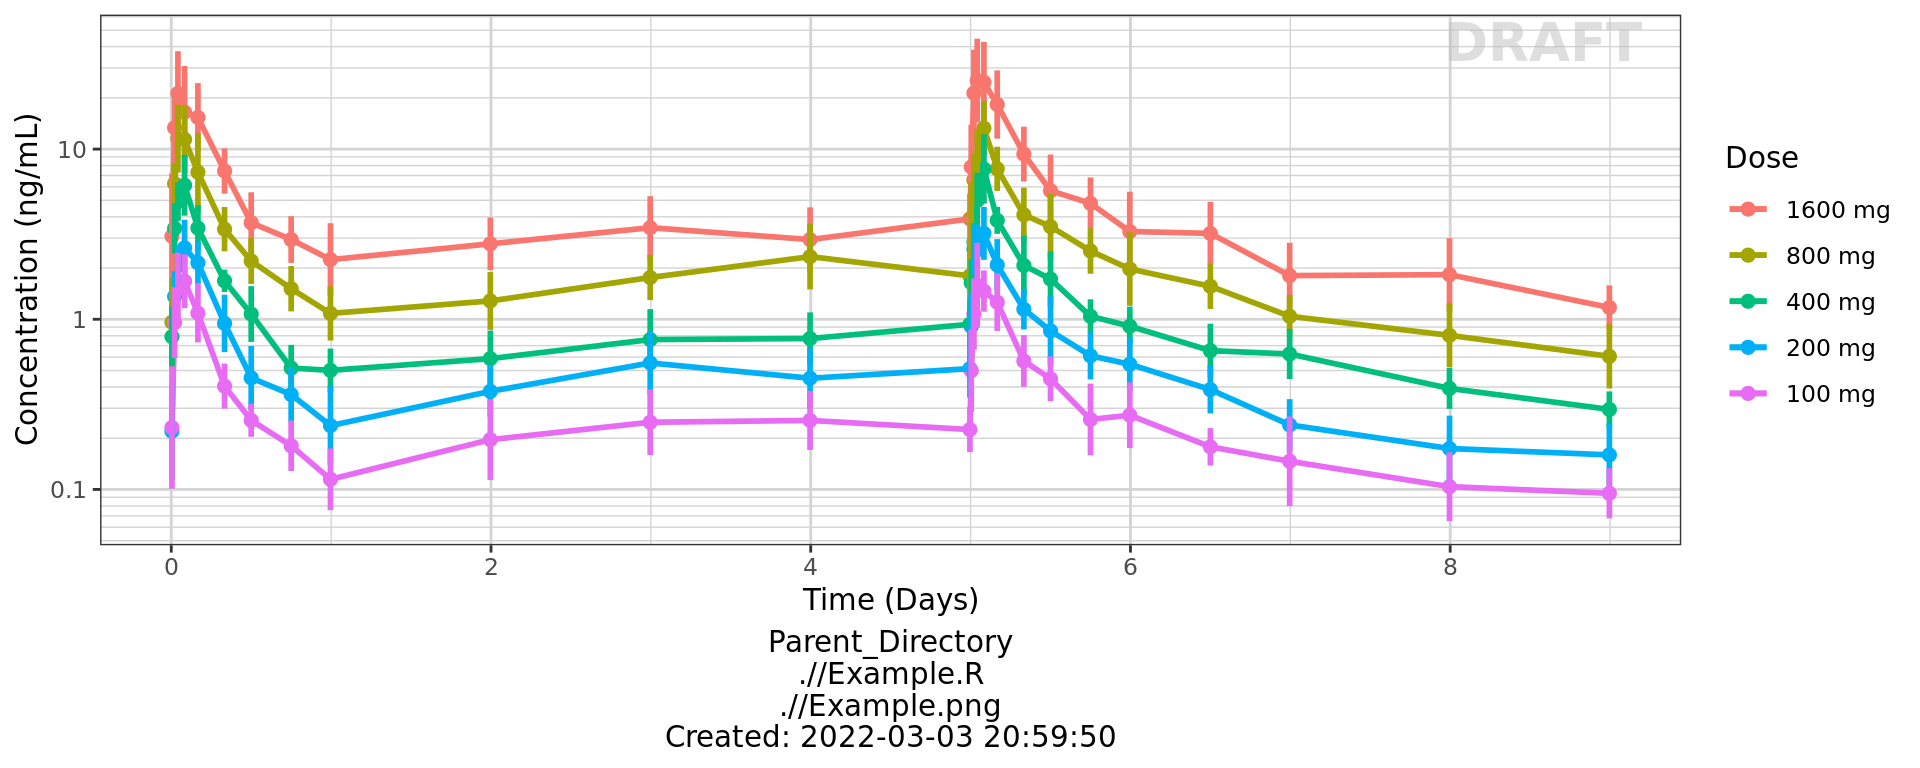 DRAFT
Concentration (ng/mL)
10
1
0.1
0
2
4
6
8
Time (Days)
Dose
1600 mg
800 mg
400 mg
200 mg
100 mg
Parent_Directory
.//Example.R
.//Example.png
Created: 2022-03-03 20:59:50